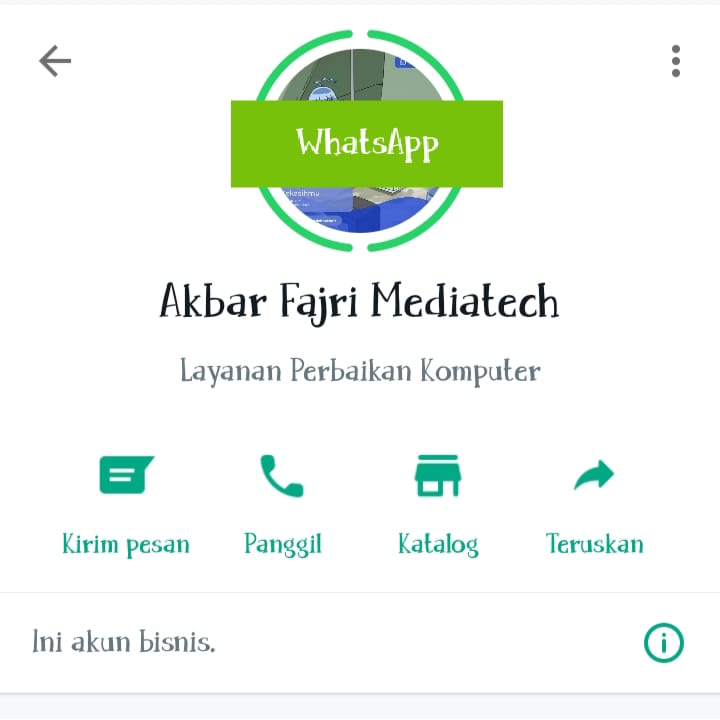 WhatsApp
Akbar Fajri Mediatech
Layanan Perbaikan Komputer
Kirim pesan
Panggil
Katalog
Teruskan
Ini akun bisnis.